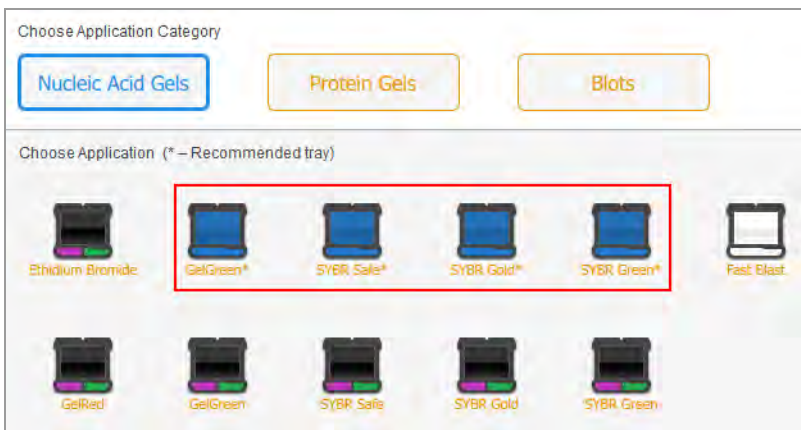 Choose Application Category
Nucleic Acid Gels Protein Gels Blots
Choose Application (* – Recommended tray)
Ethidium Bromide GelGreen* SYBR Safe* SYBR Gold* SYBR Green* Fast Blast
GelRed GelGreen SYBR Safe SYBR Gold SYBR Green